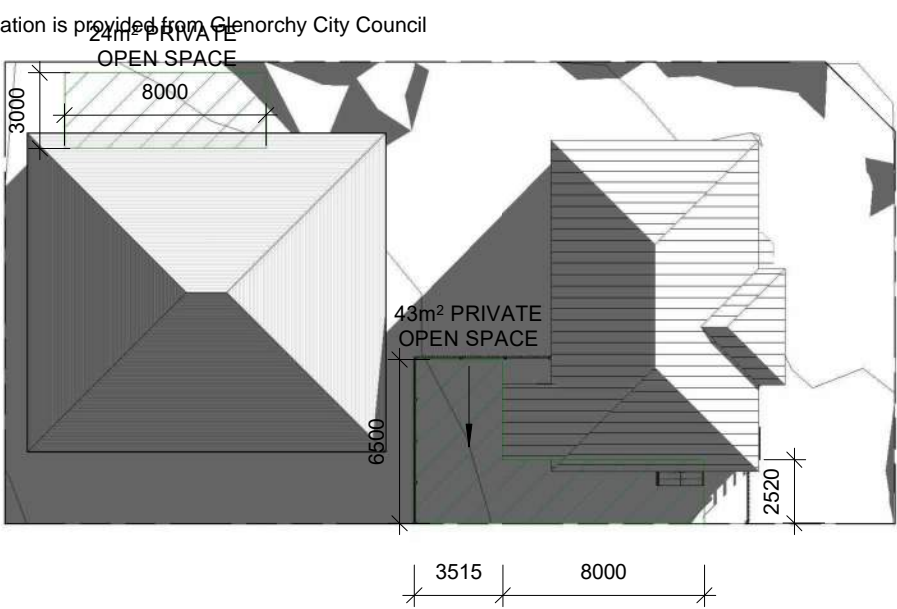 ation is provided from Glenorchy City Council
24m² PRIVATE
OPEN SPACE
8000
3000
43m² PRIVATE
OPEN SPACE
6500
2520
3515
8000